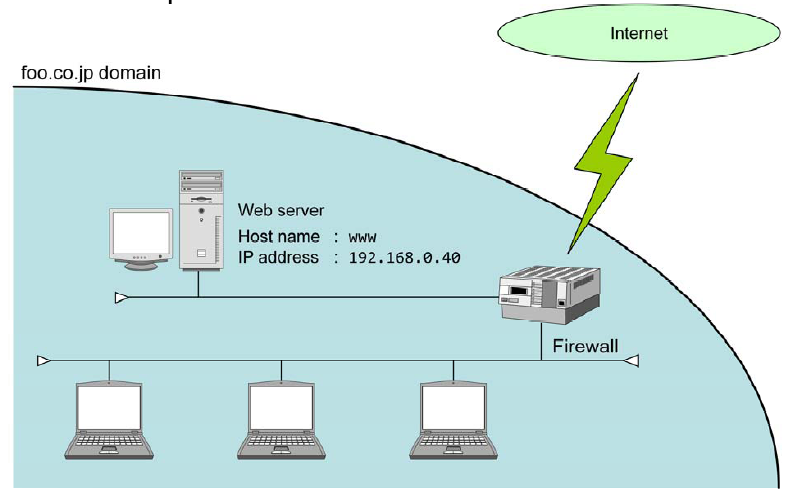 Internet
foo.co.jp domain
Web server
Host name : www
IP address : 192.168.0.40
Firewall